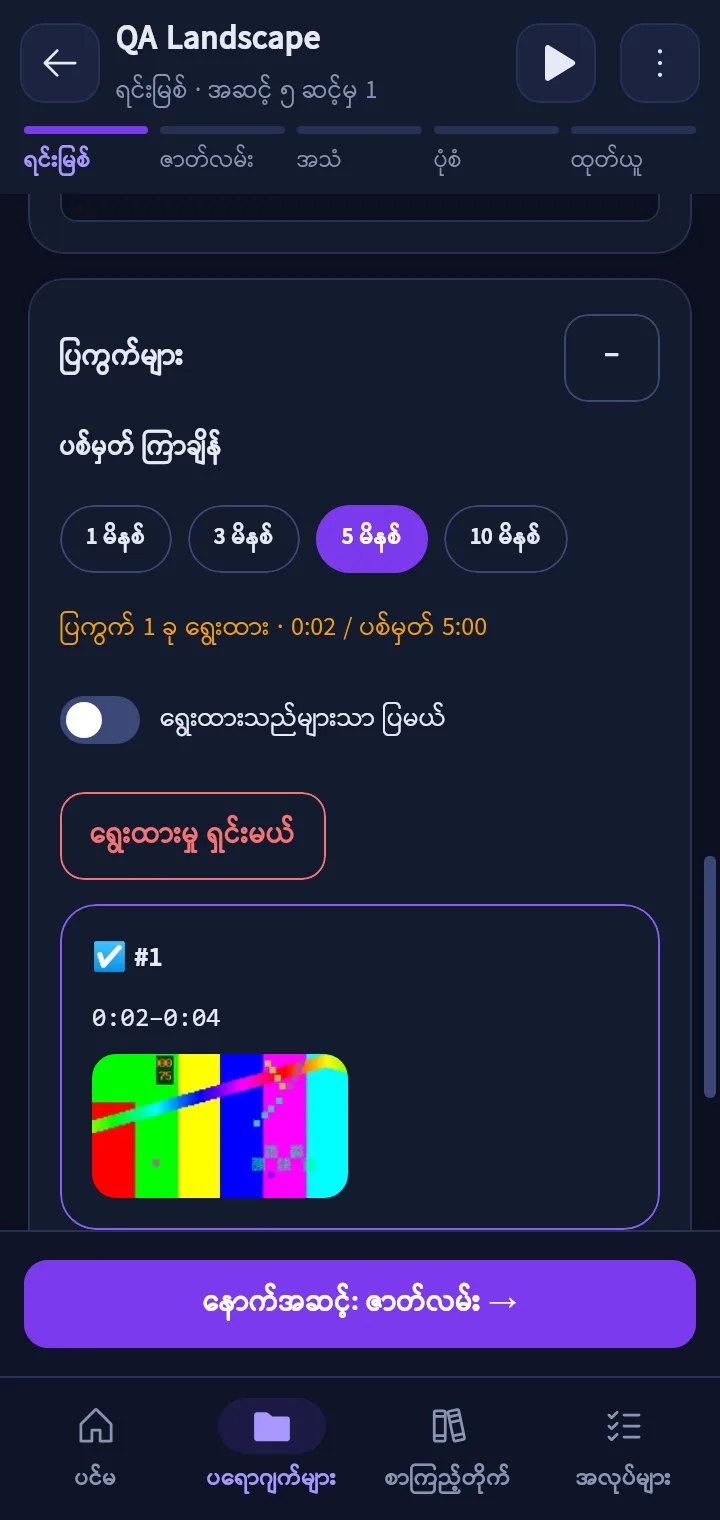 QA Landscape
ရင်းမြစ် · အဆင့် ၅ ဆင့်မှ 1
ရင်းမြစ်
ဇာတ်လမ်း
အသံ
ပုံစံ
ထုတ်ယူ
ပြကွက်များ
−
ပစ်မှတ် ကြာချိန်
1 မိနစ်
3 မိနစ်
5 မိနစ်
10 မိနစ်
ပြကွက် 1 ခု ရွေးထား · 0:02 / ပစ်မှတ် 5:00
ရွေးထားသည်များသာ ပြမယ်
ရွေးထားမှု ရှင်းမယ်
☑ #1
0:02–0:04
75
နောက်အဆင့်: ဇာတ်လမ်း →
ပင်မ
ပရောဂျက်များ
စာကြည့်တိုက်
အလုပ်များ